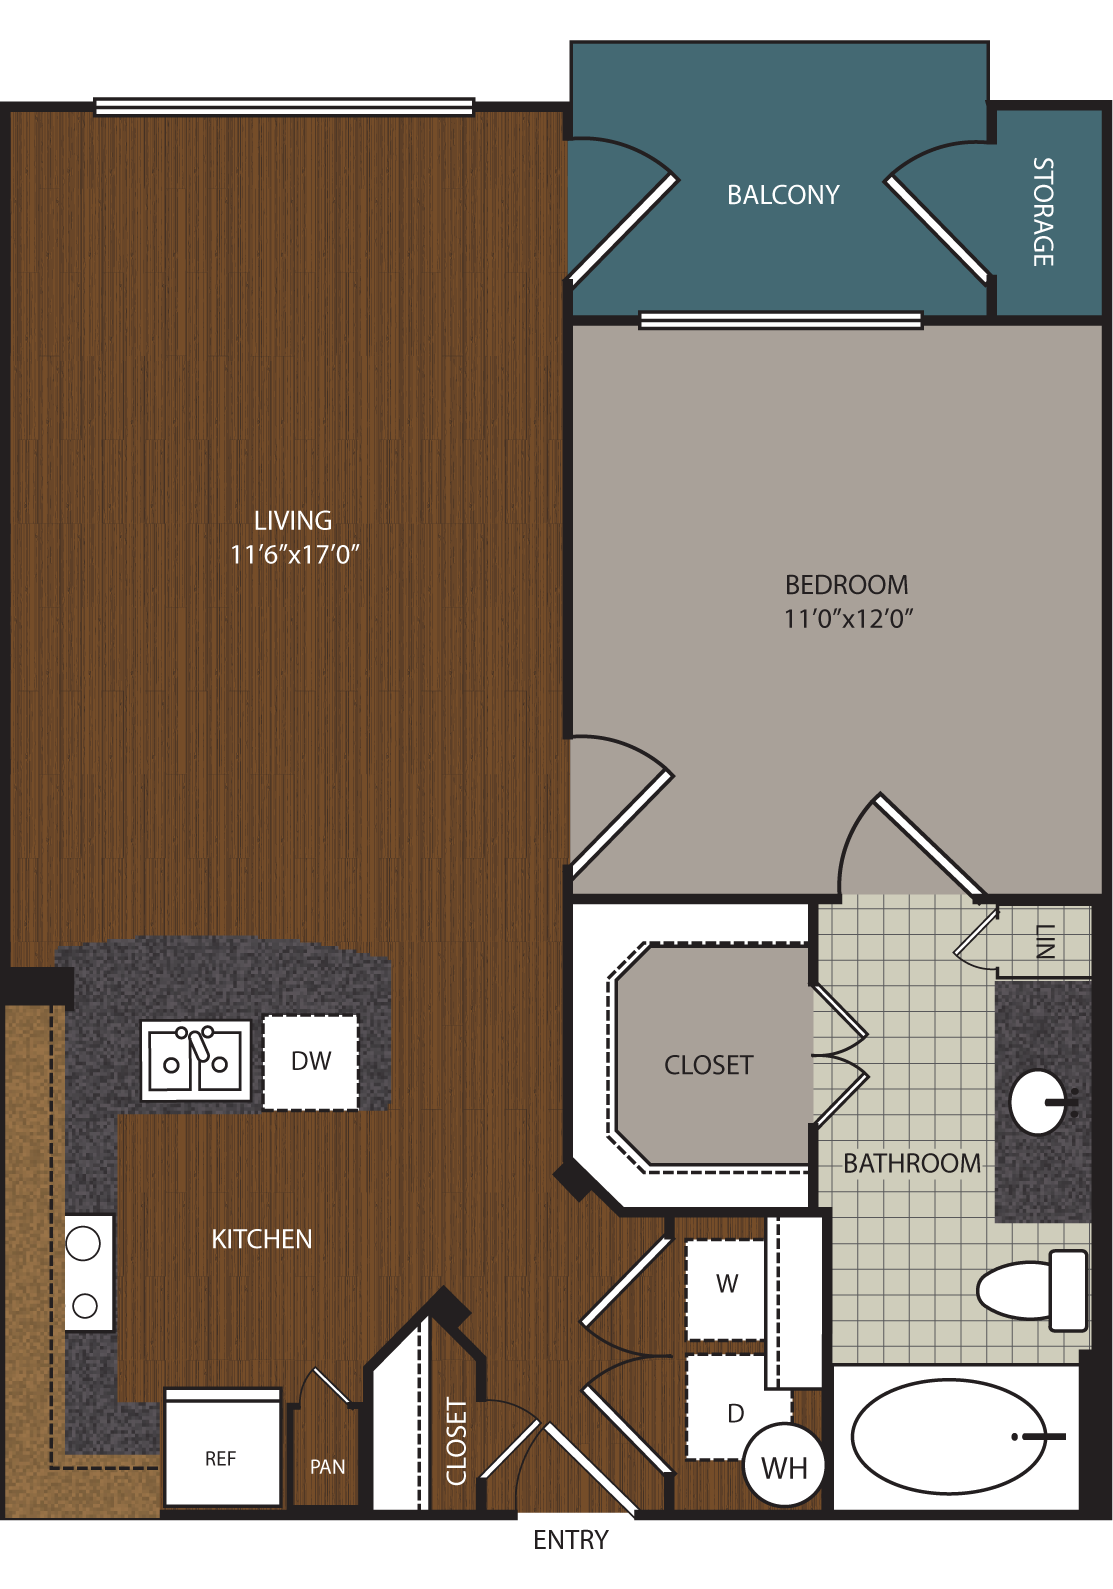 BALCONY
STORAGE
LIVING
11’6”x17’0”
BEDROOM
11’0”x12’0”
LIN
DW
CLOSET
BATHROOM
KITCHEN
W
D
CLOSET
REF
PAN
WH
ENTRY